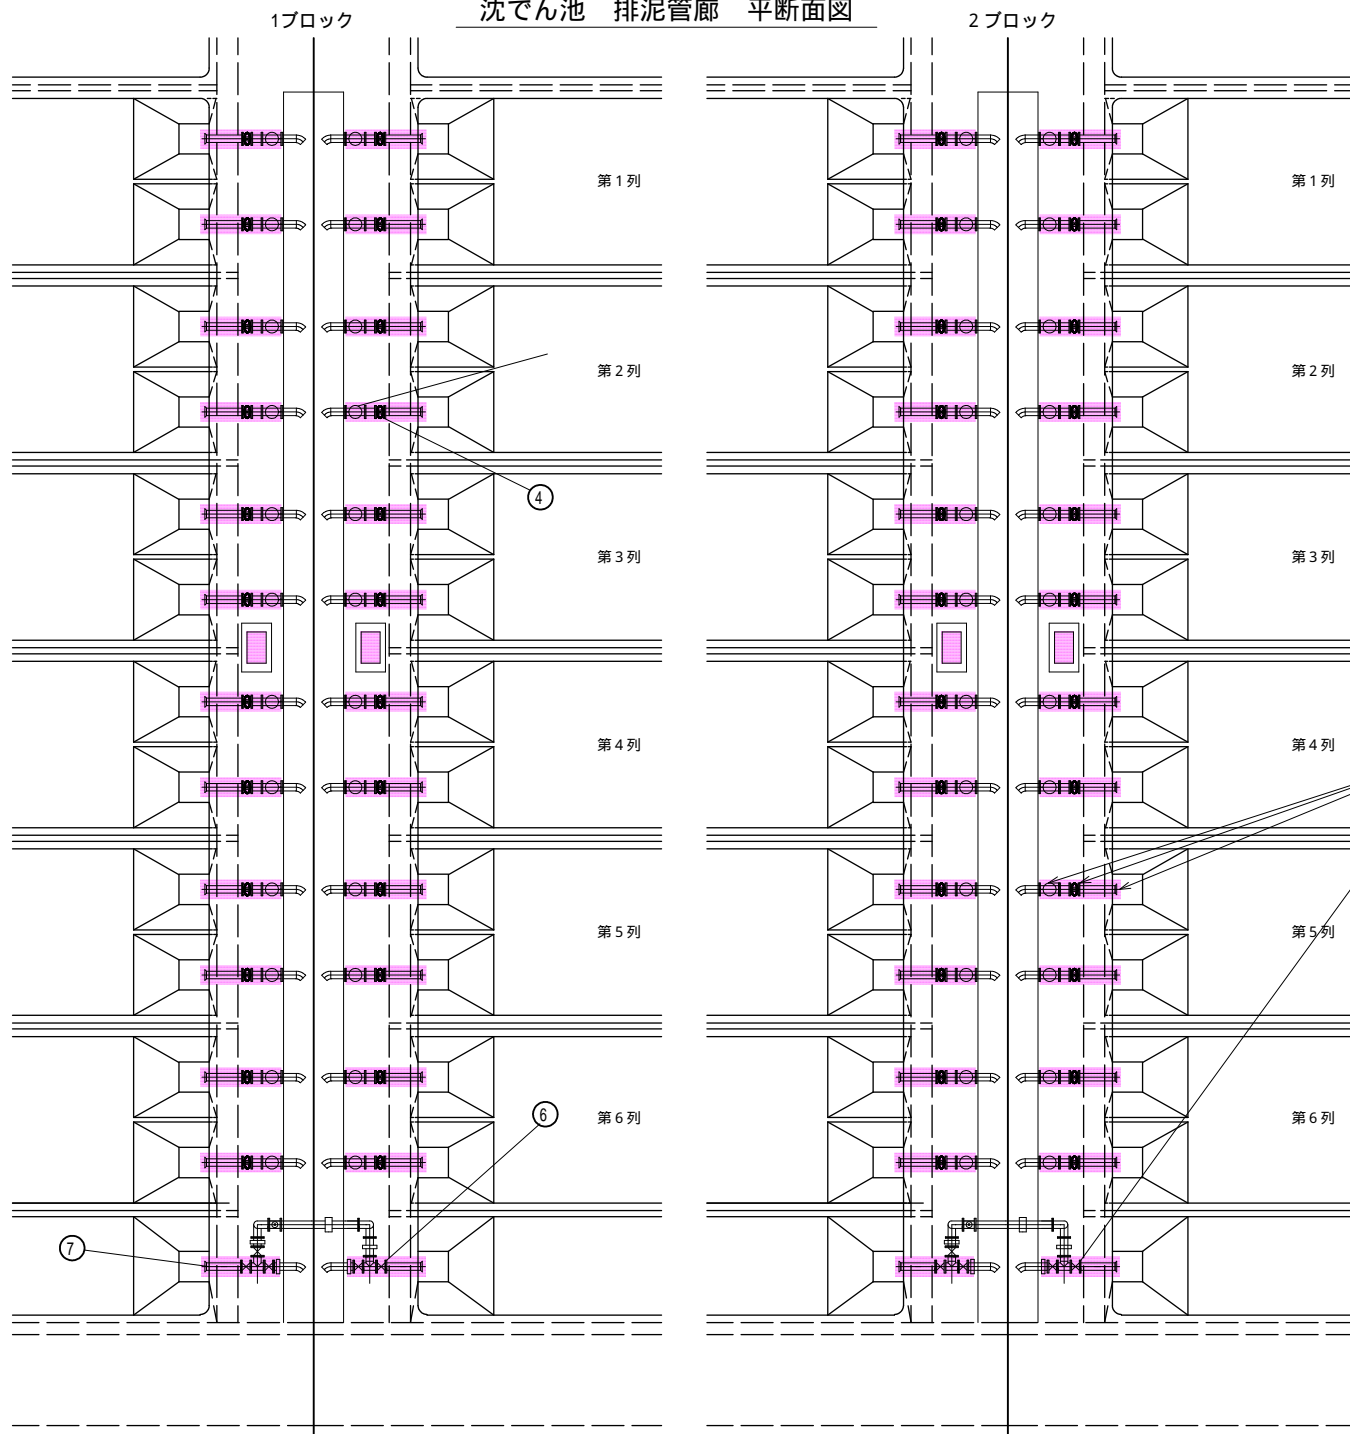 沈でん池 排泥管廊 平断面図
1ブロック
2 ブロック
第1列
第1列
第2列
第2列
④
第3列
第3列
第4列
第4列
第5列
第5列
⑥
第6列
第6列
⑦